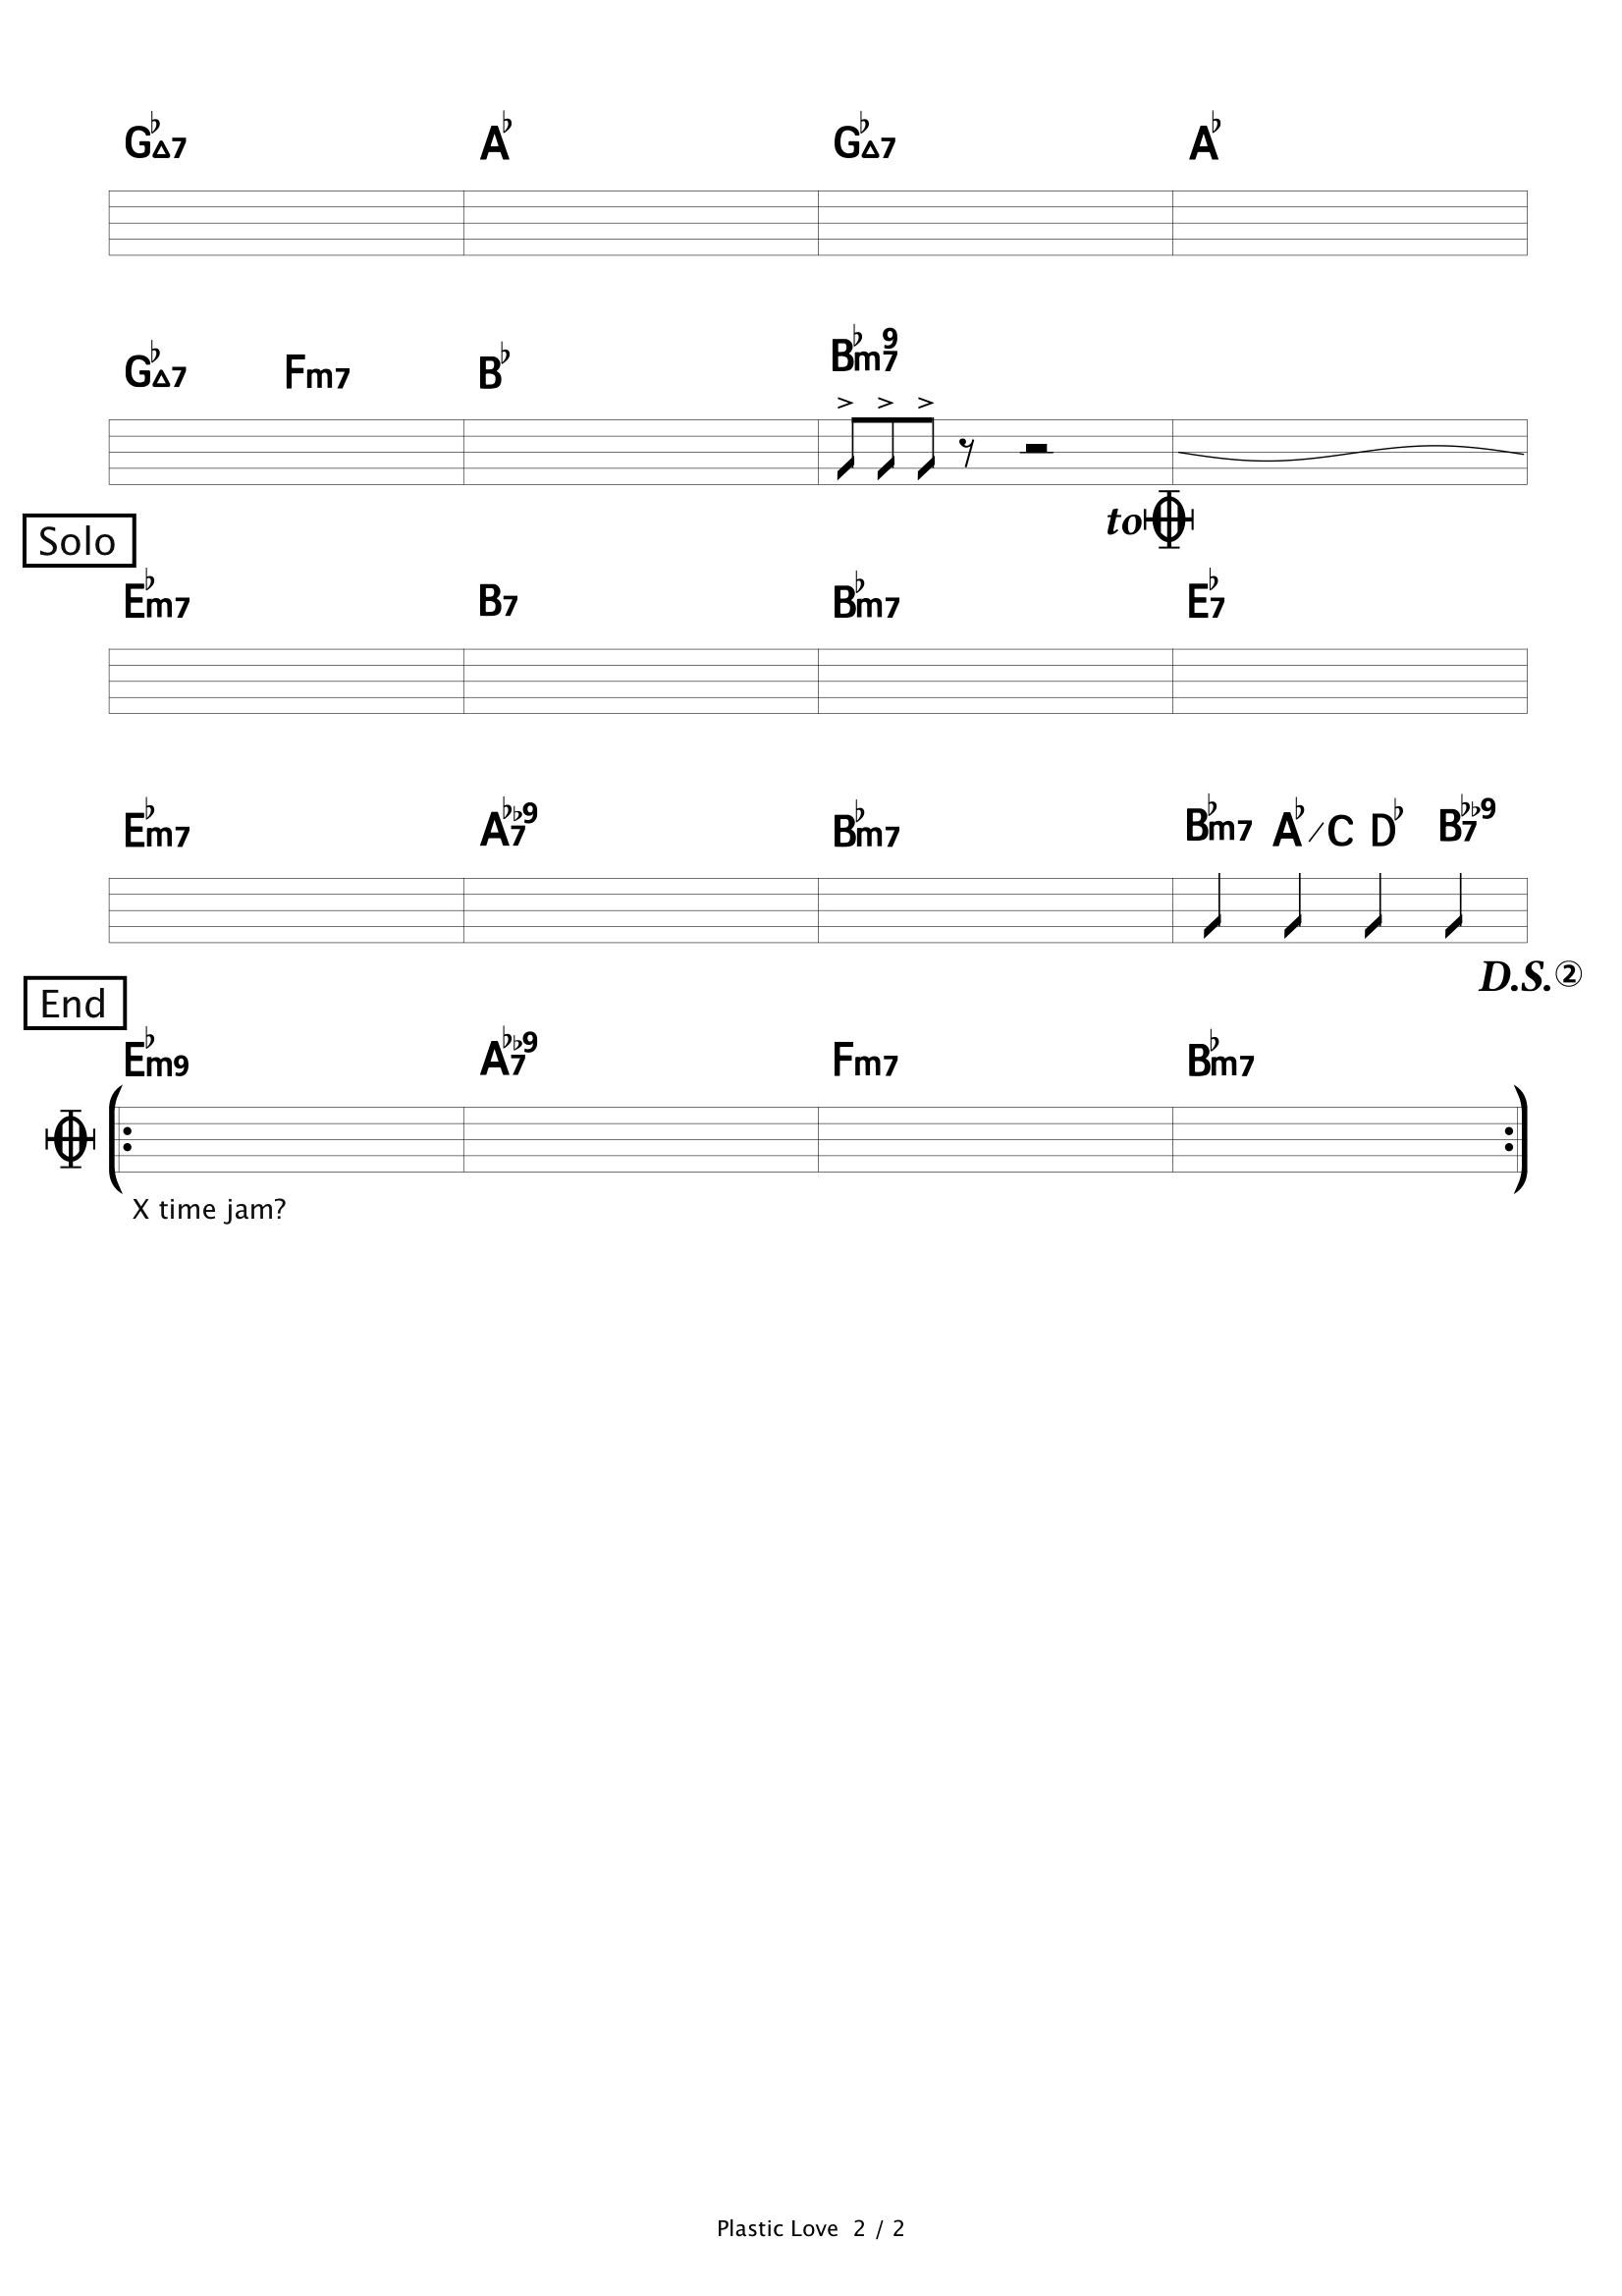 G♭△7 A♭ G♭△7 A♭
G♭△7 Fm7 B♭ B♭m7 9
to
Solo
E♭m7 B7 B♭m7 E♭7
E♭m7 A♭7♭9 B♭m7 B♭m7 A♭/C D♭ B♭7♭9
D.S.②
End
E♭m9 A♭7♭9 Fm7 B♭m7
X time jam?
Plastic Love 2 / 2